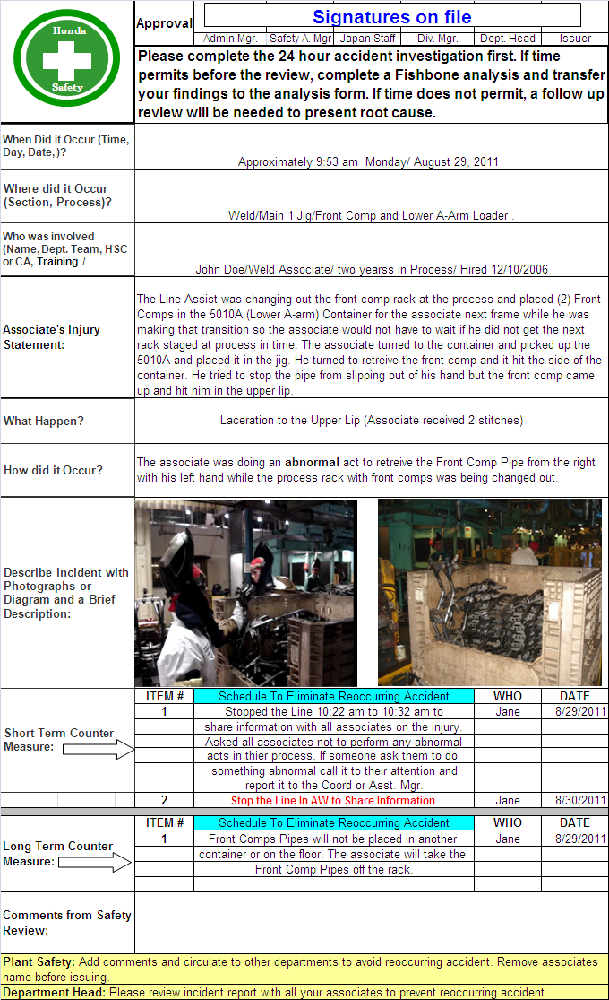 Honda
Safety
Approval
Signatures on file
Admin Mgr. Safety A. Mgr Japan Staff Div. Mgr. Dept. Head Issuer
Please complete the 24 hour accident investigation first. If time
permits before the review, complete a Fishbone analysis and transfer
your findings to the analysis form. If time does not permit, a follow up
review will be needed to present root cause.
When Did it Occur (Time,
Day, Date, )?
Approximately 9:53 am Monday/ August 29, 2011
Where did it Occur
(Section, Process)?
Weld/Main 1 Jig/Front Comp and Lower A-Arm Loader .
Who was involved
(Name, Dept. Team, HSC
or CA, Training /
John Doe/Weld Associate/ two yearss in Process/ Hired 12/10/2006
Associate's Injury
Statement:
The Line Assist was changing out the front comp rack at the process and placed (2) Front
Comps in the 5010A (Lower A-arm) Container for the associate next frame while he was
making that transition so the associate would not have to wait if he did not get the next
rack staged at process in time. The associate turned to the container and picked up the
5010A and placed it in the jig. He turned to retreive the front comp and it hit the side of the
container. He tried to stop the pipe from slipping out of his hand but the front comp came
up and hit him in the upper lip.
What Happen?
Laceration to the Upper Lip (Associate received 2 stitches)
How did it Occur?
The associate was doing an abnormal act to retreive the Front Comp Pipe from the right
with his left hand while the process rack with front comps was being changed out.
Describe incident with
Photographs or
Diagram and a Brief
Description:
Short Term Counter
Measure:
ITEM # Schedule To Eliminate Reoccurring Accident WHO DATE
1 Stopped the Line 10:22 am to 10:32 am to Jane 8/29/2011
share information with all associates on the injury.
Asked all associates not to perform any abnormal
acts in thier process. If someone ask them to do
something abnormal call it to their attention and
report it to the Coord or Asst. Mgr.
2 Stop the Line In AW to Share Information Jane 8/30/2011
Long Term Counter
Measure:
ITEM # Schedule To Eliminate Reoccurring Accident WHO DATE
1 Front Comps Pipes will not be placed in another Jane 8/29/2011
container or on the floor. The associate will take the
Front Comp Pipes off the rack.
Comments from Safety
Review:
Plant Safety: Add comments and circulate to other departments to avoid reoccurring accident. Remove associates
name before issuing.
Department Head: Please review incident report with all your associates to prevent reoccurring accident.